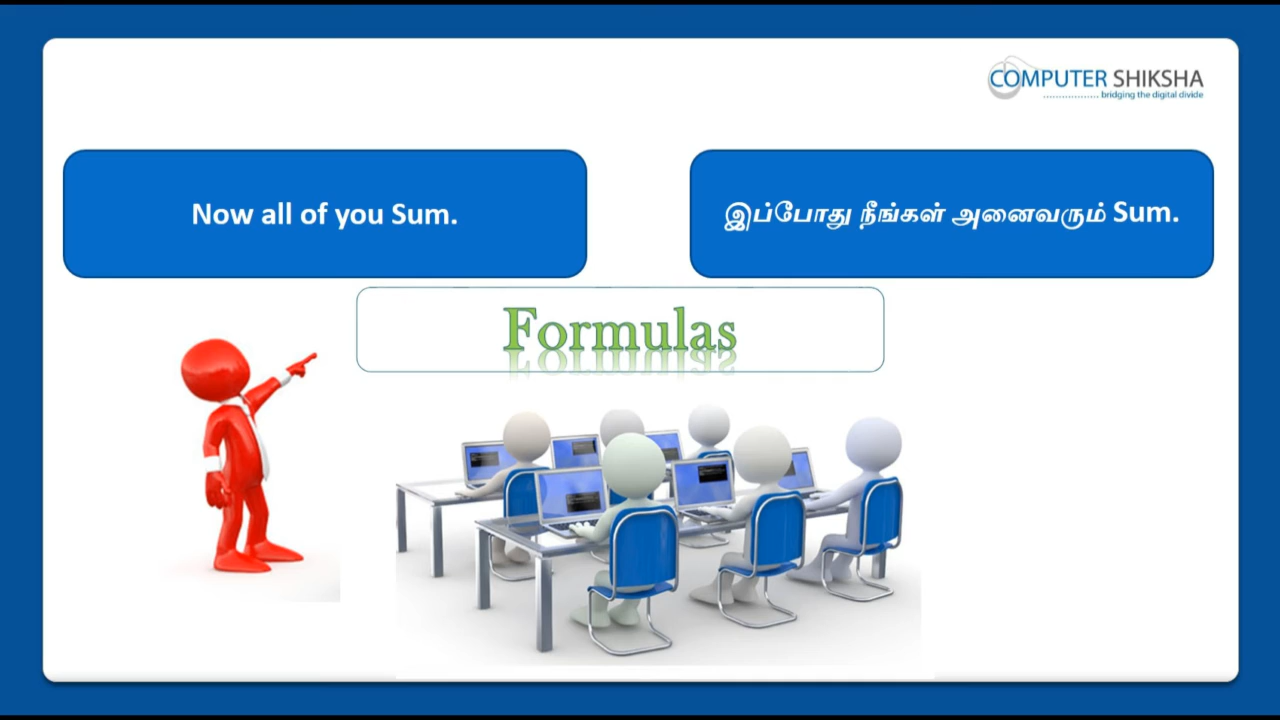 COMPUTER SHIKSHA
bridging the digital divide
Now all of you Sum.
இப்போது நீங்கள் அனைவரும் Sum.
Formulas